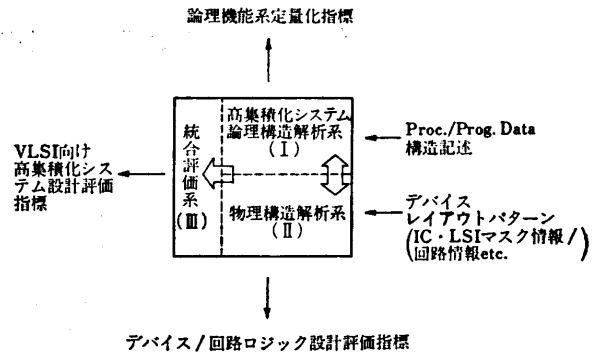 論理機能系定量化指標
高集積化システム
論理構造解析系
(Ⅰ)
統合評価系
(Ⅲ)
物理構造解析系
(Ⅱ)
Proc./Prog. Data
構造記述
VLSI向け
高集積化シス
テム設計評価
指標
デバイス
レイアウトパターン
(IC・LSIマスク情報/
回路情報etc.)
デバイス/回路ロジック設計評価指標